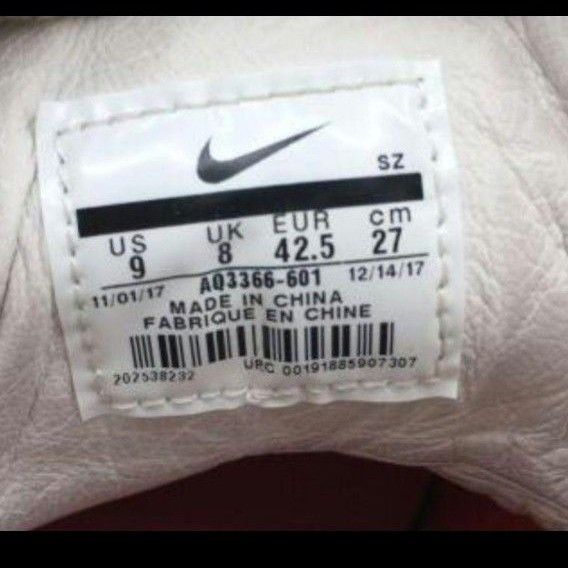 SZ
US UK EUR cm
9 8 42.5 27
11/01/17 AQ3366-601 12/14/17
MADE IN CHINA
FABRIQUE EN CHINE
202538232 UPC 00191885907307